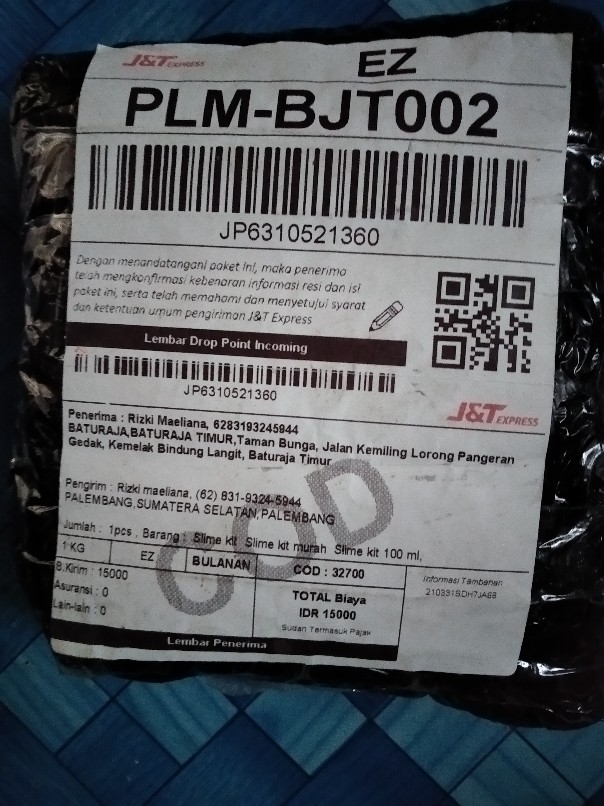 J&T EXPRESS
EZ
PLM-BJT002
JP6310521360
Dengan menandatangani paket ini, maka penerima
telah mengkonfirmasi kebenaran informasi resi dan isi
paket ini, serta telah memahami dan menyetujui syarat
dan ketentuan umum pengiriman J&T Express
Lembar Drop Point Incoming
JP6310521360
J&T EXPRESS
Penerima : Rizki Maeliana, 6283193245944
BATURAJA,BATURAJA TIMUR,Taman Bunga, Jalan Kemiling Lorong Pangeran
Gedak, Kemelak Bindung Langit, Baturaja Timur
Pengirim : Rizki maeliana, (62) 831-9324-5944
PALEMBANG,SUMATERA SELATAN,PALEMBANG
COD
Jumlah : 1pcs , Barang : Slime kit Slime kit murah Slime kit 100 ml,
1 KG
EZ
BULANAN
COD : 32700
Informasi Tambahan
210331SDH7JA68
B.Kirim : 15000
Asuransi : 0
Lain-lain : 0
TOTAL Biaya
IDR 15000
Sudah Termasuk Pajak
Lembar Penerima